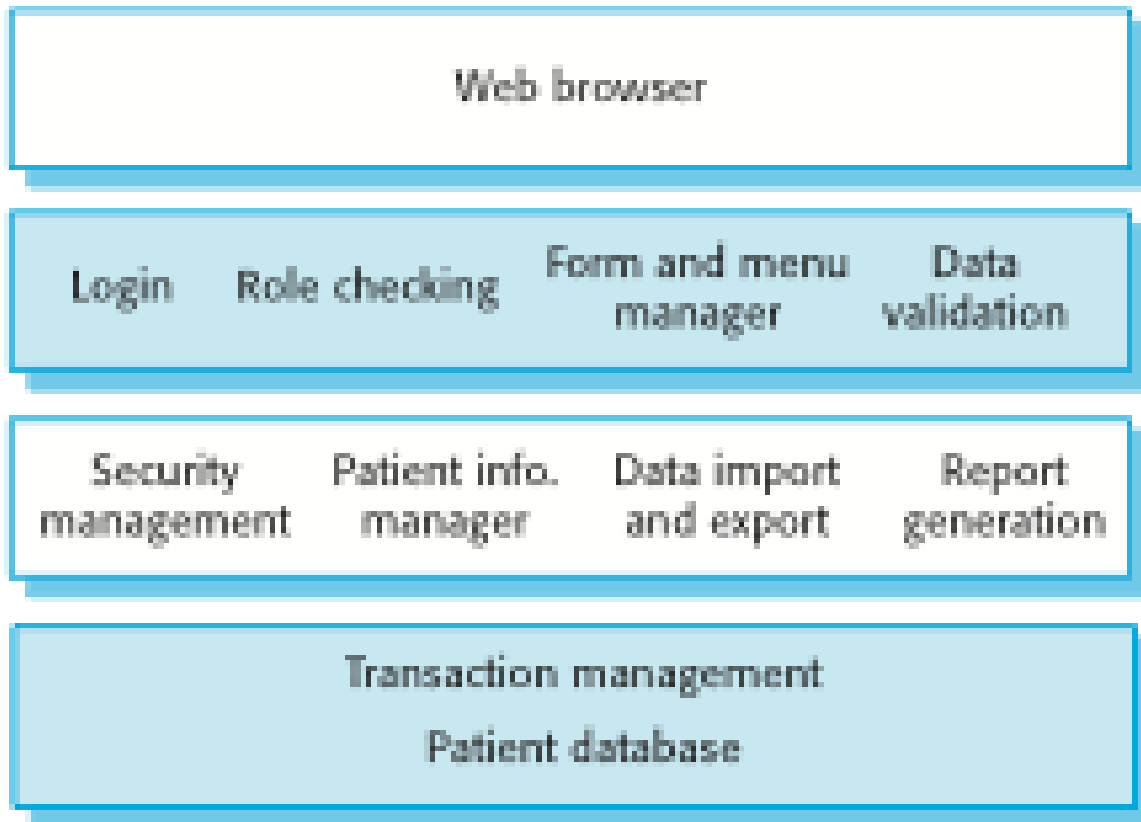 Web browser
Login
Role checking
Form and menu
manager
Data
validation
Security
management
Patient info.
manager
Data import
and export
Report
generation
Transaction management
Patient database